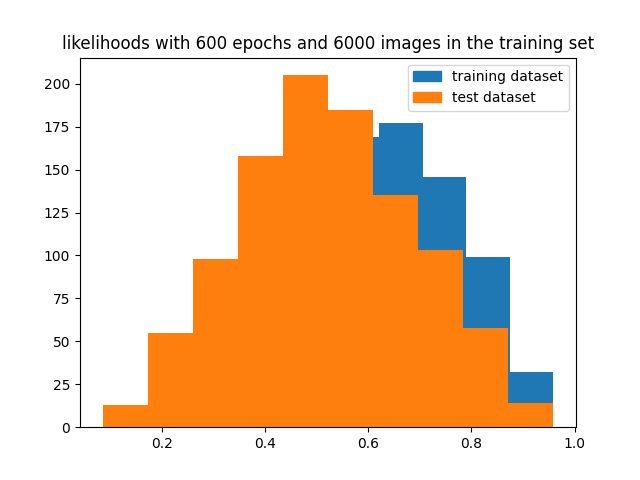 likelihoods with 600 epochs and 6000 images in the training set
training dataset
test dataset
200
175
150
125
100
75
50
25
0
0.2 0.4 0.6 0.8 1.0